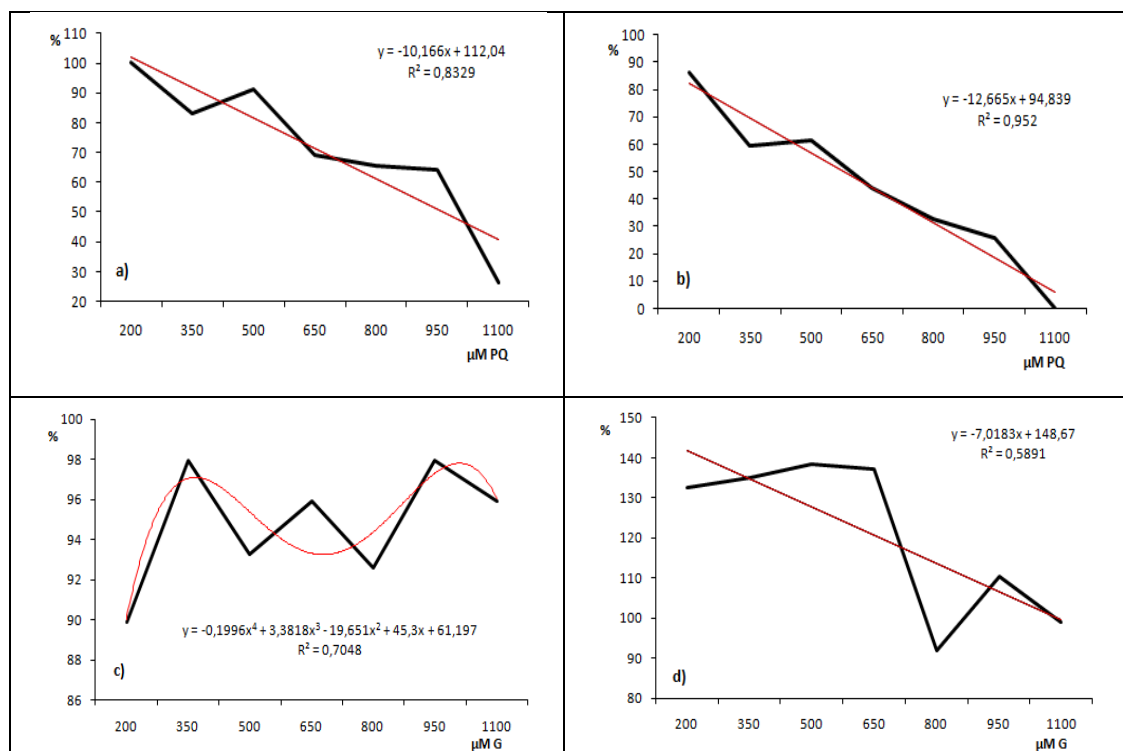 110
%
100
90
80
70
60
50
40
30
20
y = -10,166x + 112,04
R² = 0,8329
a)
200 350 500 650 800 950 1100
µM PQ
100
%
90
80
70
60
50
40
30
20
10
0
y = -12,665x + 94,839
R² = 0,952
b)
200 350 500 650 800 950 1100
µM PQ
100
%
98
96
94
92
90
88
86
y = -0,1996x⁴ + 3,3818x³ - 19,651x² + 45,3x + 61,197
R² = 0,7048
c)
200 350 500 650 800 950 1100
µM G
150
%
140
130
120
110
100
90
80
y = -7,0183x + 148,67
R² = 0,5891
d)
200 350 500 650 800 950 1100
µM G